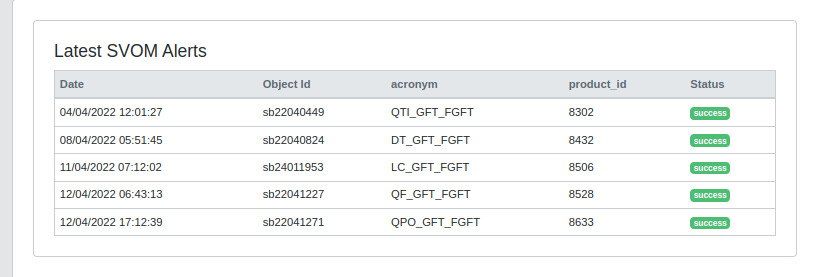 Latest SVOM Alerts
Date Object Id acronym product_id Status
04/04/2022 12:01:27 sb22040449 QTI_GFT_FGFT 8302 success
08/04/2022 05:51:45 sb22040824 DT_GFT_FGFT 8432 success
11/04/2022 07:12:02 sb24011953 LC_GFT_FGFT 8506 success
12/04/2022 06:43:13 sb22041227 QF_GFT_FGFT 8528 success
12/04/2022 17:12:39 sb22041271 QPO_GFT_FGFT 8633 success